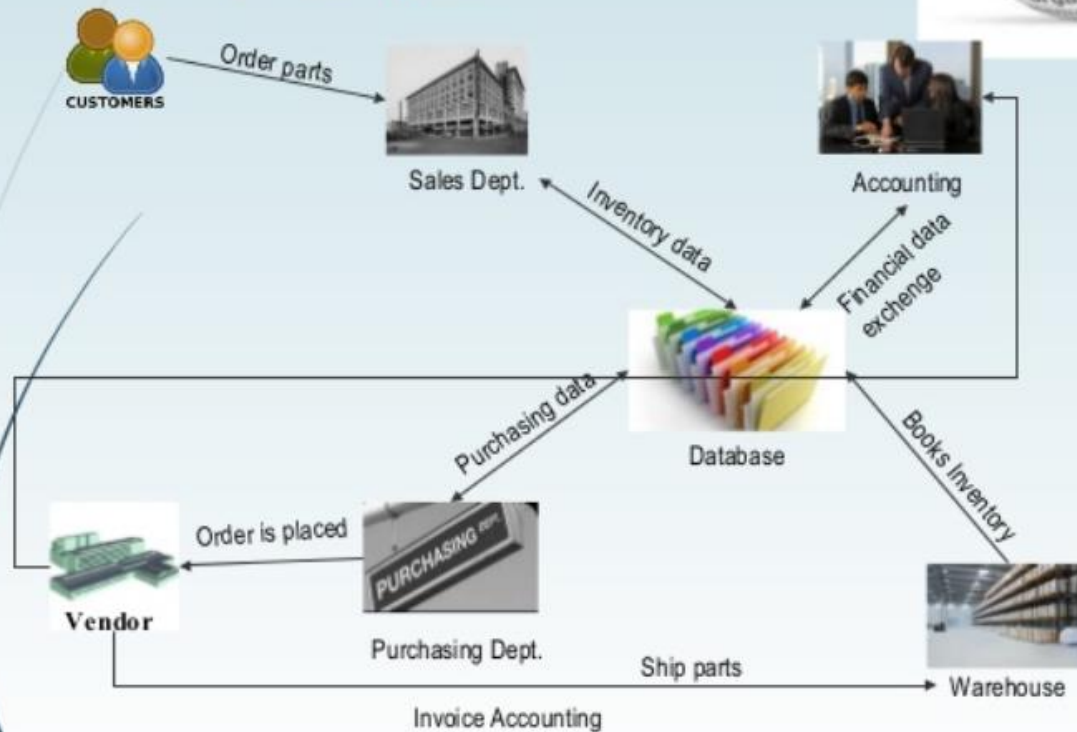 Order parts
CUSTOMERS
Sales Dept.
Accounting
Inventory data
Financial data
exchenge
Purchasing data
Database
Books Inventory
Order is placed
PURCHASING DEPT.
Vendor
Purchasing Dept.
Ship parts
Warehouse
Invoice Accounting